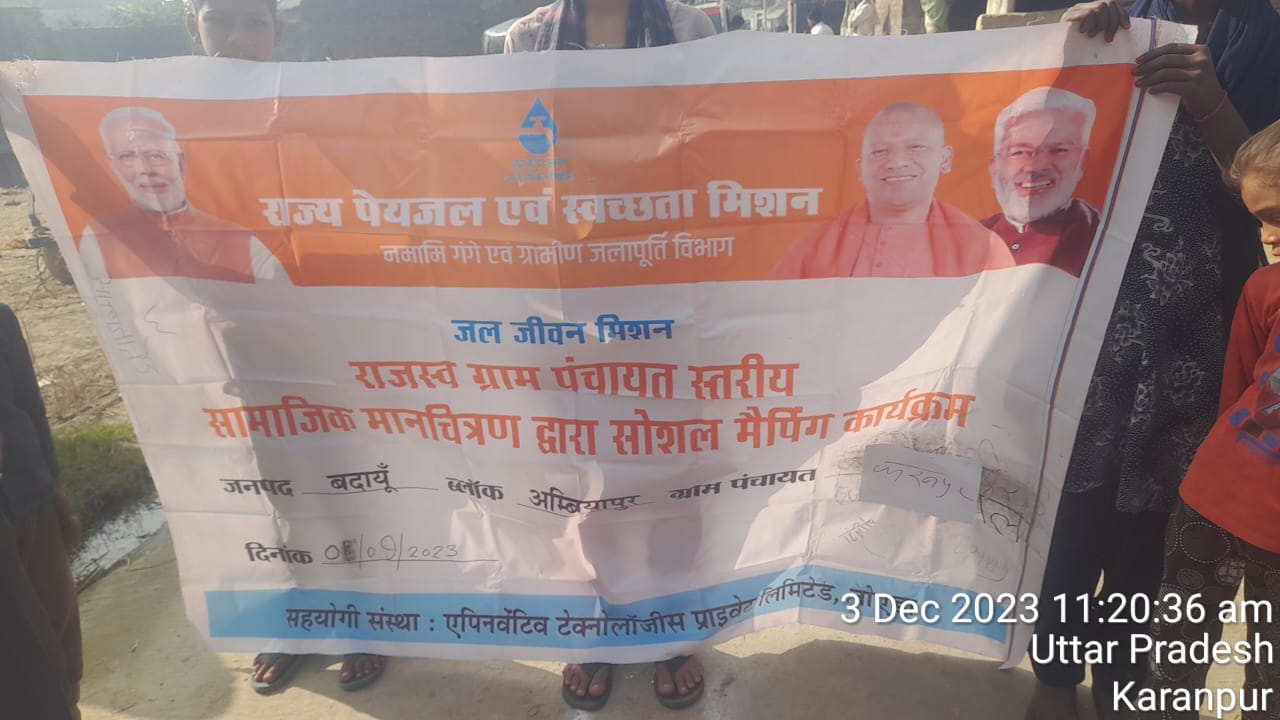 राज्य पेयजल एवं स्वच्छता मिशन
नमामि गंगे एवं ग्रामीण जलापूर्ति विभाग
जल जीवन मिशन
राजस्व ग्राम पंचायत स्तरीय
सामाजिक मानचित्रण द्वारा सोशल मैपिंग कार्यक्रम
जनपद बदायूँ ब्लॉक अम्बियापुर ग्राम पंचायत
दिनांक /09/2023
सहयोगी संस्था : एपिनवेंटिव टेक्नोलॉजीस प्राइवेट लिमिटेड,
3 Dec 2023 11:20:36 am
Uttar Pradesh
Karanpur